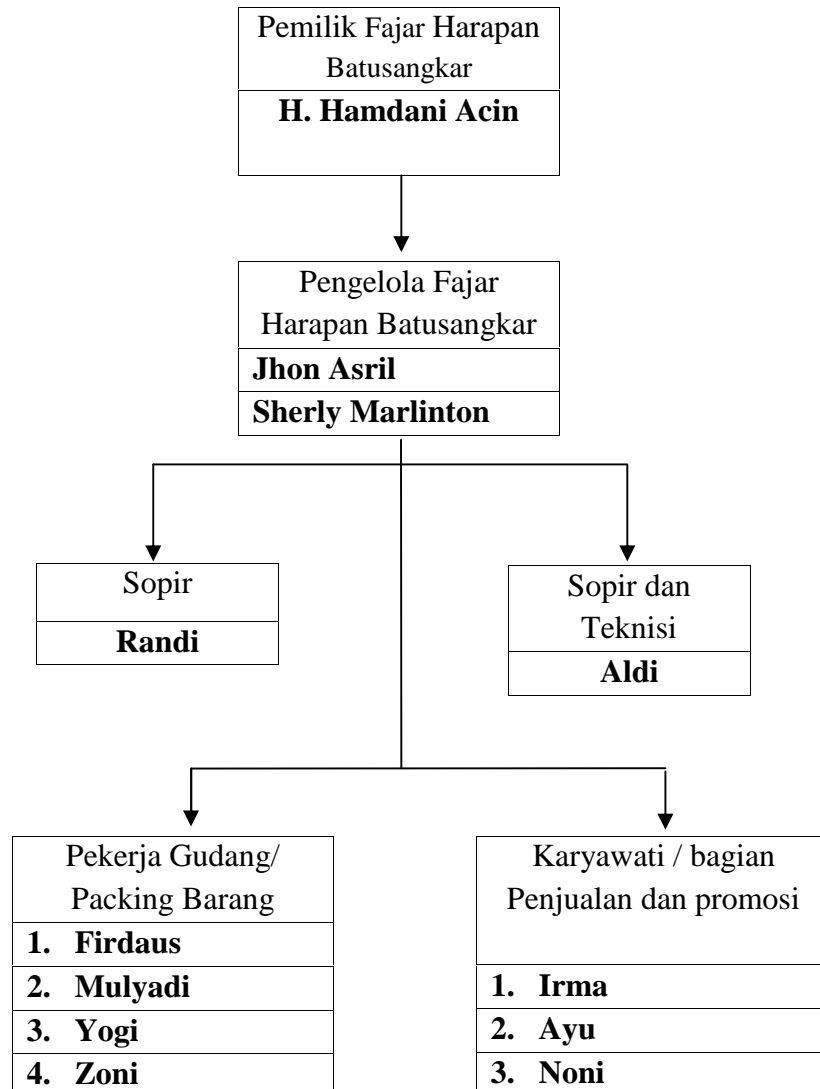 Pemilik Fajar Harapan
Batusangkar
H. Hamdani Acin
Pengelola Fajar
Harapan Batusangkar
Jhon Asril
Sherly Marlinton
Sopir
Randi
Sopir dan
Teknisi
Aldi
Pekerja Gudang/
Packing Barang
1. Firdaus
2. Mulyadi
3. Yogi
4. Zoni
Karyawati / bagian
Penjualan dan promosi
1. Irma
2. Ayu
3. Noni